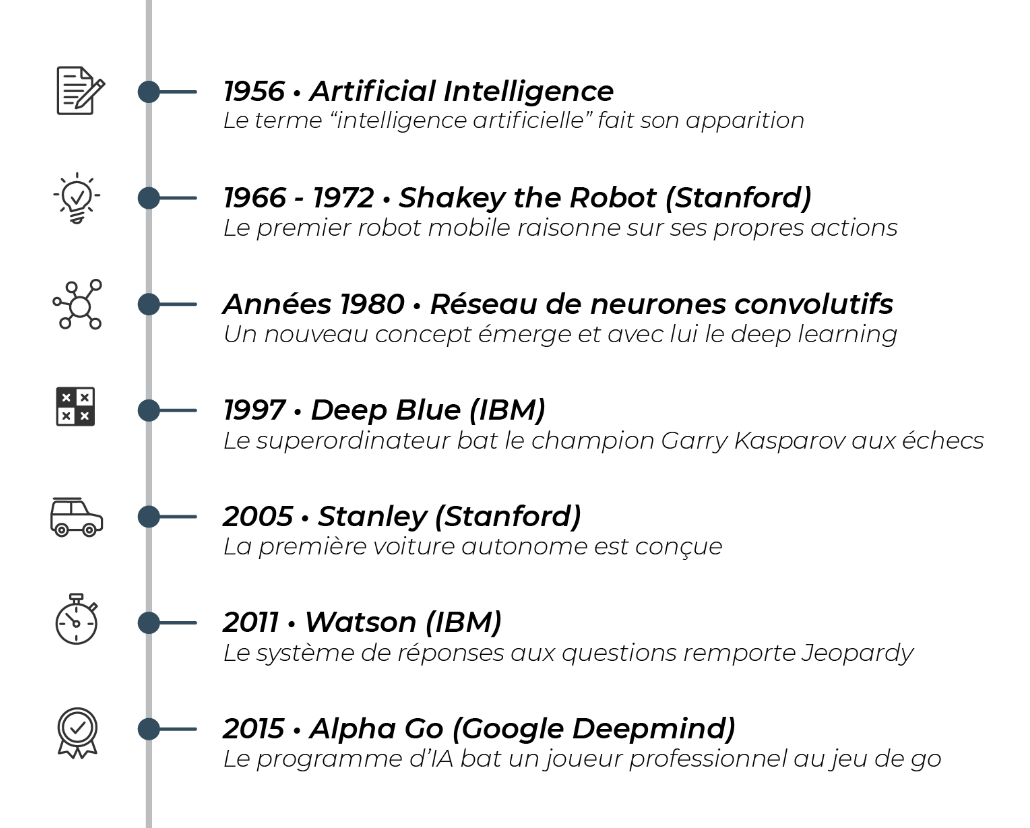 1956 • Artificial Intelligence
Le terme “intelligence artificielle” fait son apparition
1966 - 1972 • Shakey the Robot (Stanford)
Le premier robot mobile raisonne sur ses propres actions
Années 1980 • Réseau de neurones convolutifs
Un nouveau concept émerge et avec lui le deep learning
1997 • Deep Blue (IBM)
Le superordinateur bat le champion Garry Kasparov aux échecs
2005 • Stanley (Stanford)
La première voiture autonome est conçue
2011 • Watson (IBM)
Le système de réponses aux questions remporte Jeopardy
2015 • Alpha Go (Google Deepmind)
Le programme d’IA bat un joueur professionnel au jeu de go